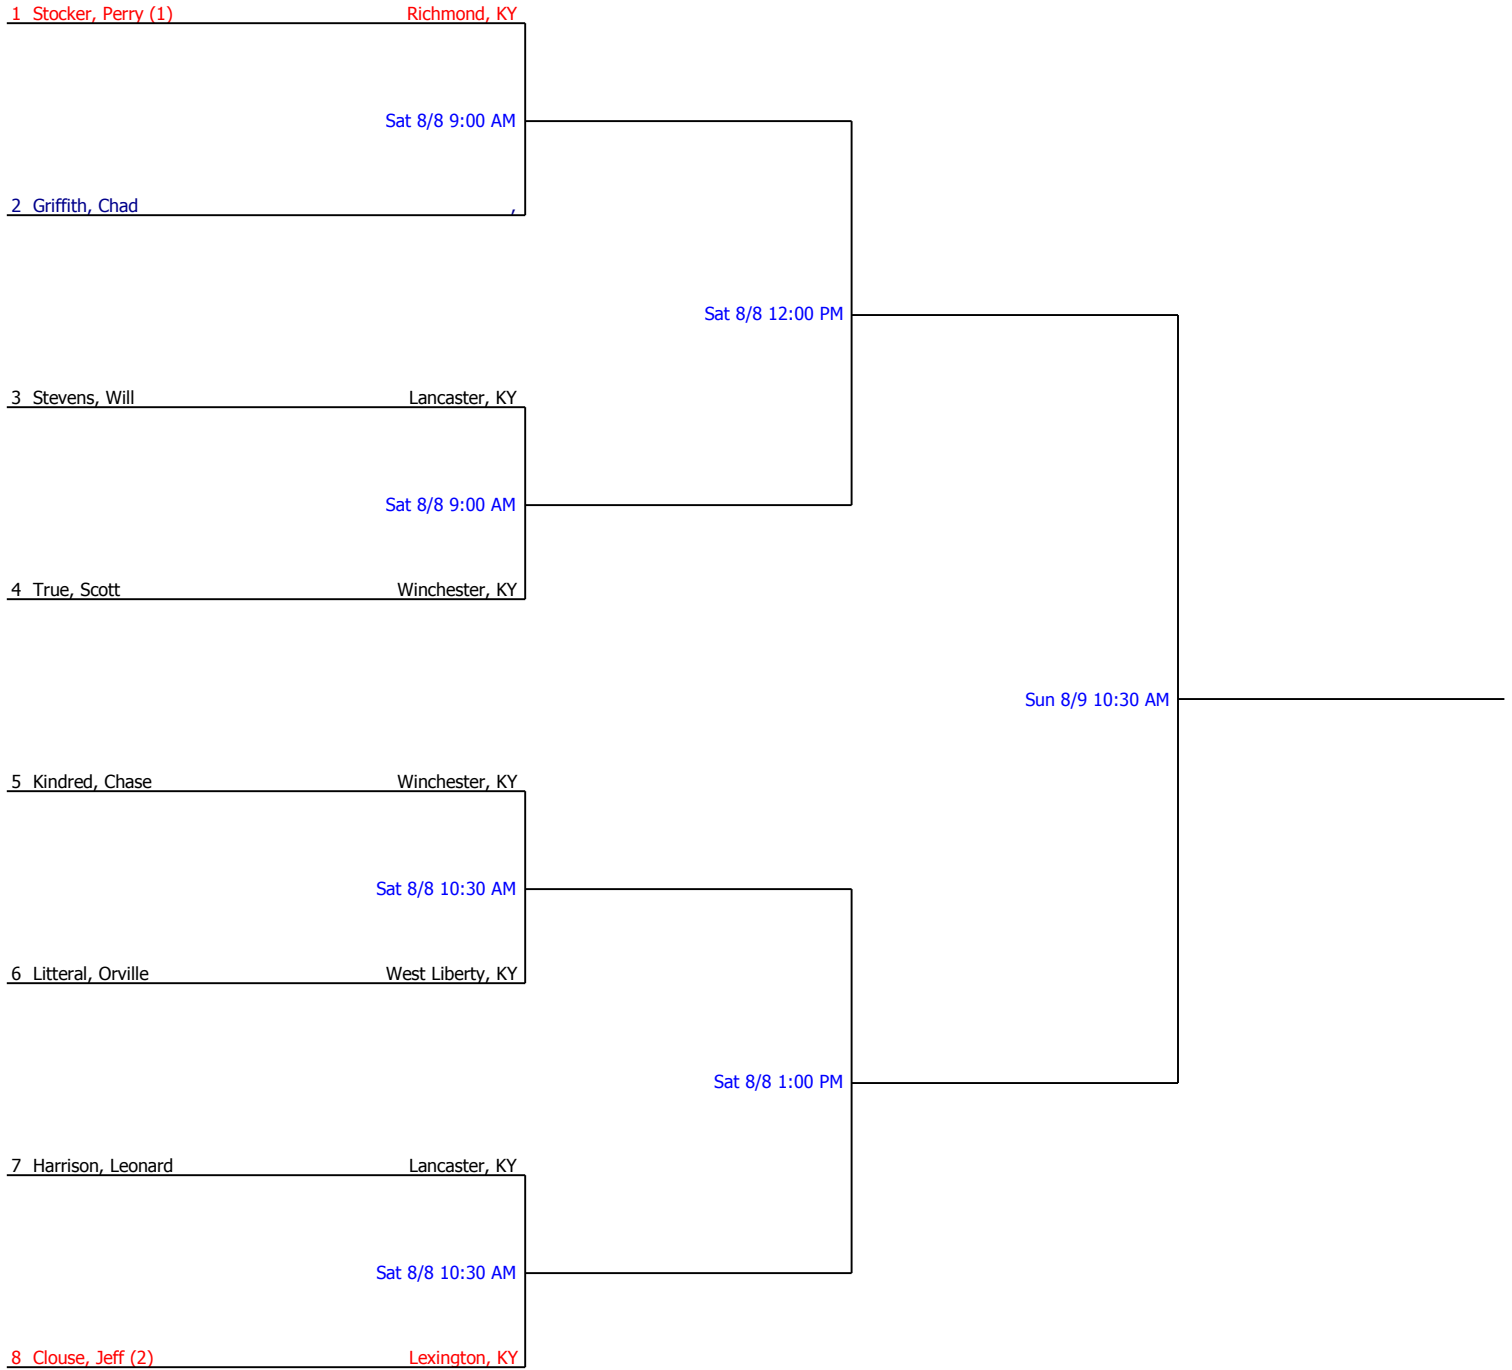 1 Stocker, Perry (1) Richmond, KY
Sat 8/8 9:00 AM
2 Griffith, Chad ,
Sat 8/8 12:00 PM
3 Stevens, Will Lancaster, KY
Sat 8/8 9:00 AM
4 True, Scott Winchester, KY
Sun 8/9 10:30 AM
5 Kindred, Chase Winchester, KY
Sat 8/8 10:30 AM
6 Litteral, Orville West Liberty, KY
Sat 8/8 1:00 PM
7 Harrison, Leonard Lancaster, KY
Sat 8/8 10:30 AM
8 Clouse, Jeff (2) Lexington, KY